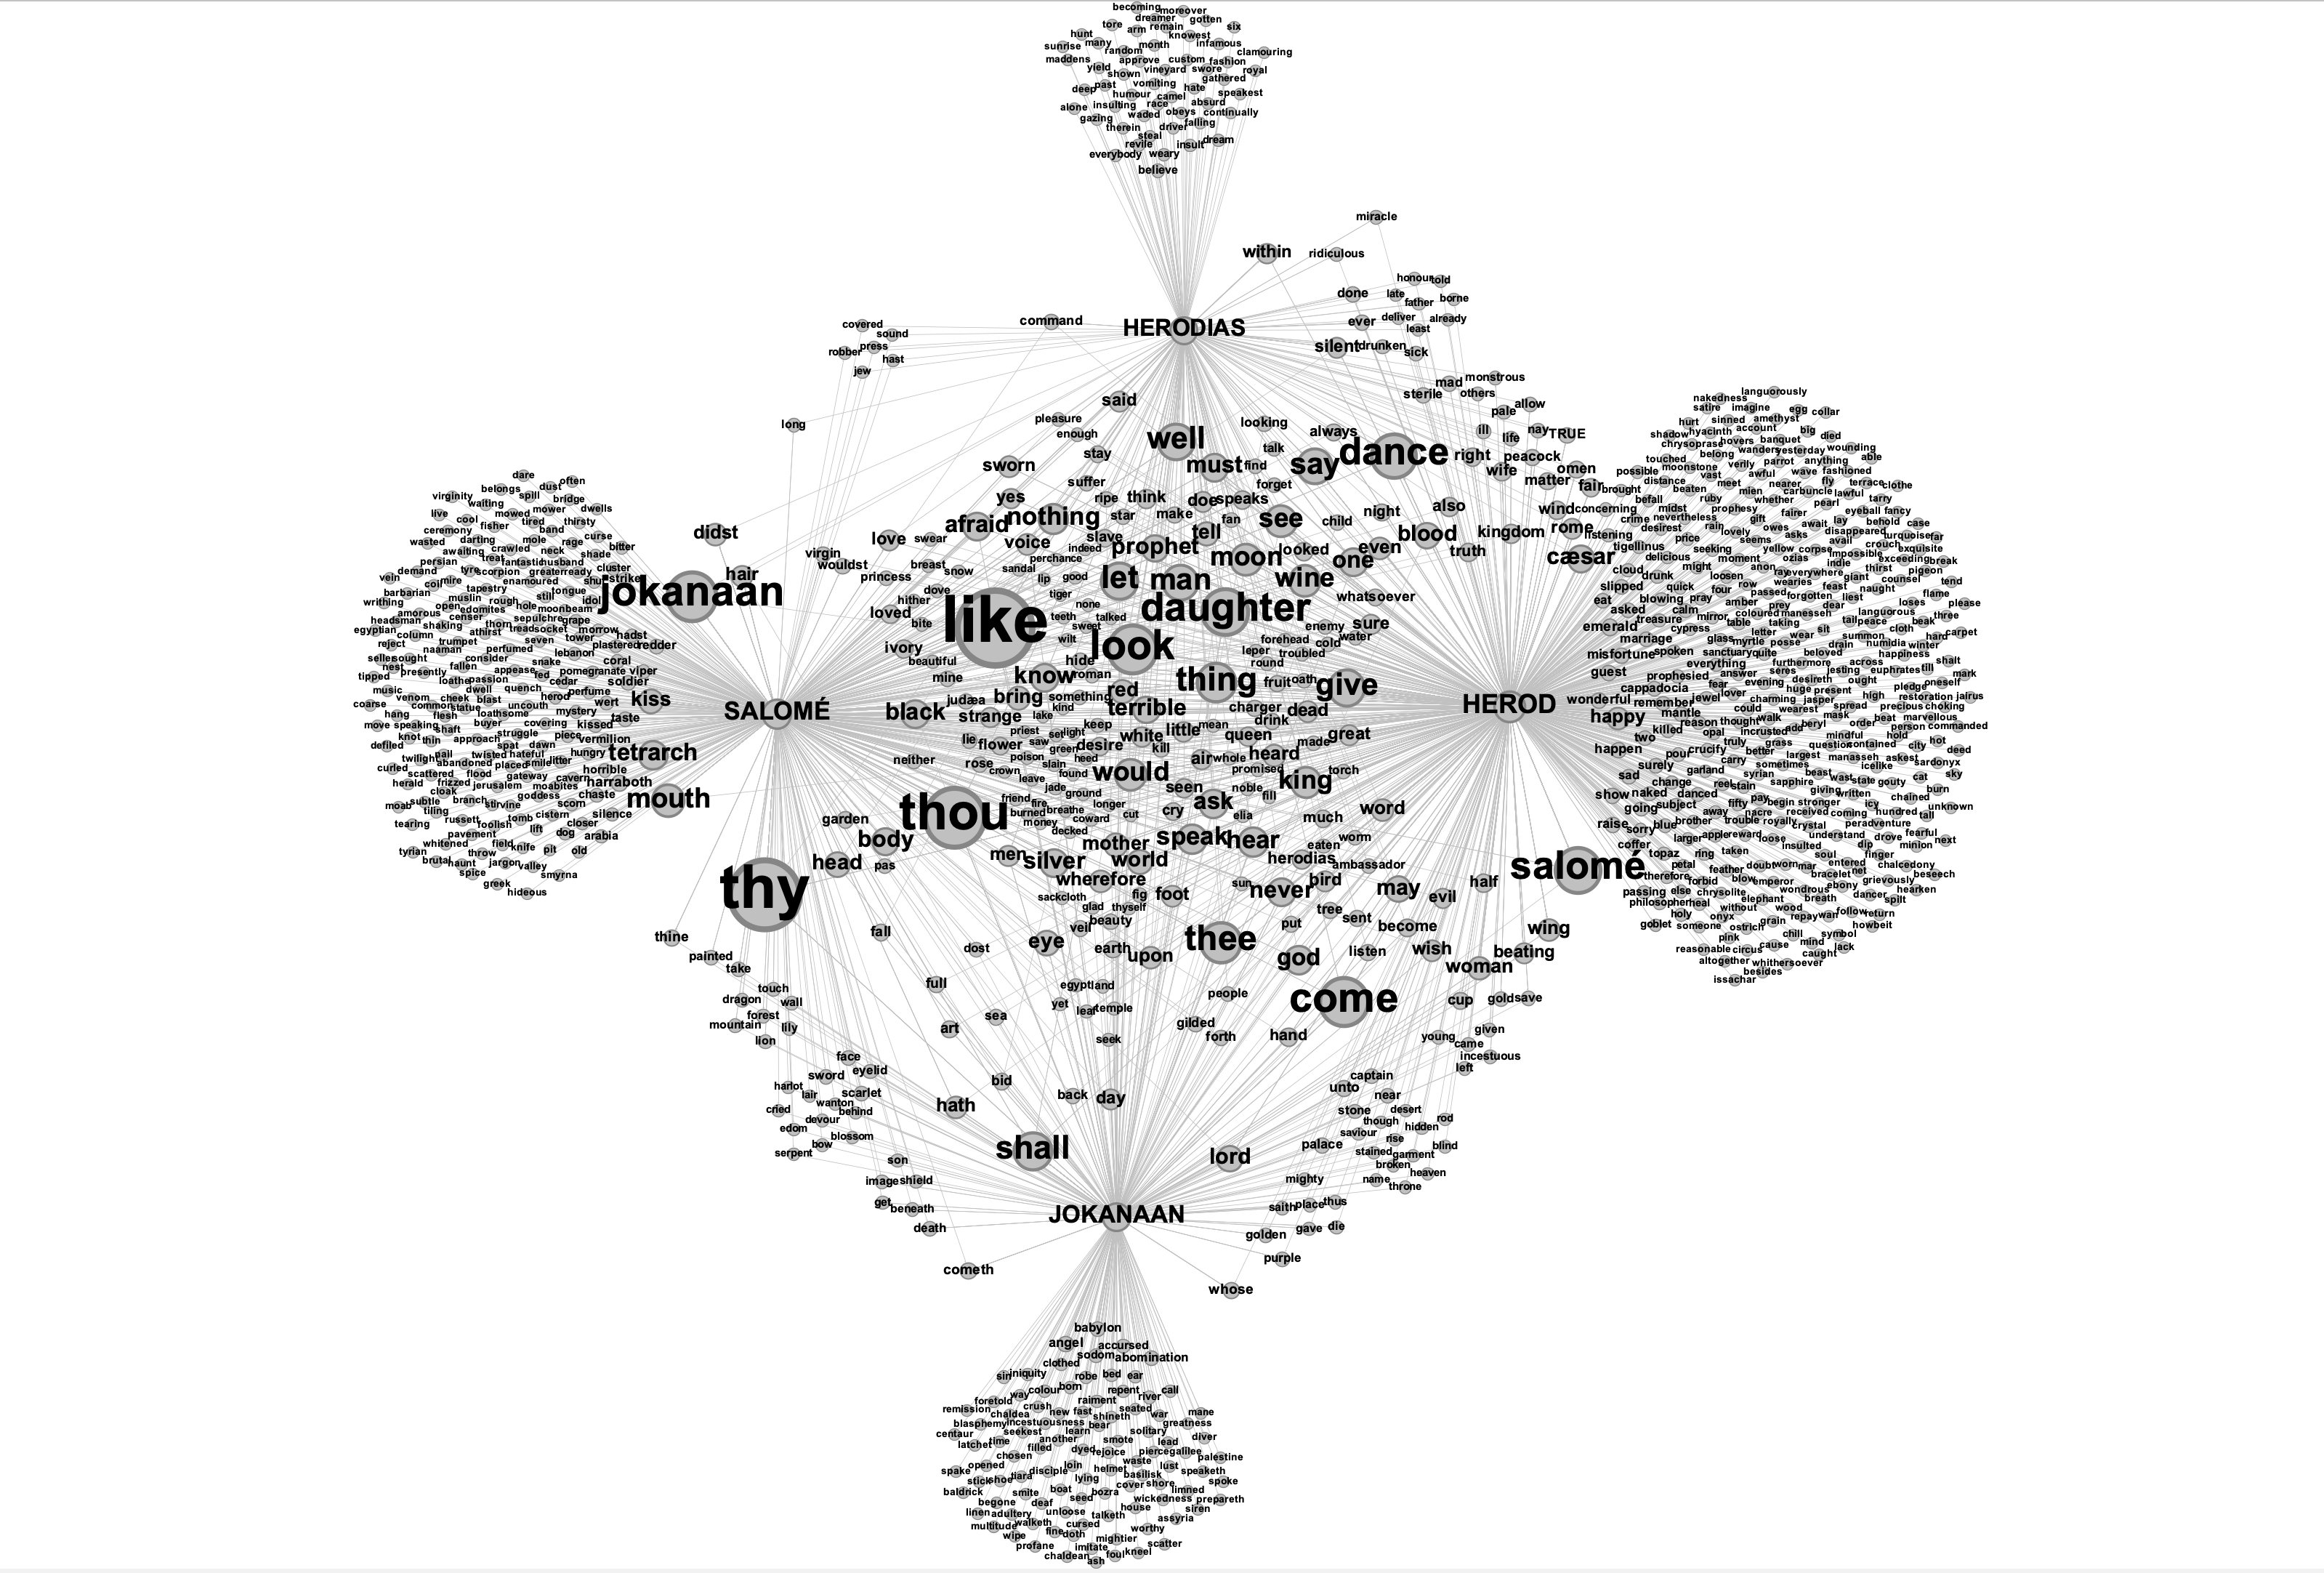 becoming moreover
dreamer gotten
tore arm remain six
hunt knowest
sunrise many month infamous
random clamouring
maddens approve custom fashion
yield vineyard swore royal
shown gathered
deep past vomiting hate
humour camel speakest
alone insulting race absurd
waded obeys continually
gazing falling
therein driver
steal dream
revile insult
everybody weary
believe
miracle
within ridiculous
honour told
done late borne
father
command ever deliver already
HERODIAS least
covered sound
robber press silent drunken sick
hast
jew
mad monstrous
sterile others
said pale allow
long pleasure looking
enough always ill nay TRUE
well talk dance life
stay right peacock
sworn must find say wife omen
suffer forget matter fair
yes ripe think doe speaks also wind concerning
afraid nothing star make fan see child night
didst love swear voice slave tell blood kingdom rome listening
virgin indeed prophet moon looked one even truth cæsar
wouldst perchance
hair princess breast snow sandal let man wine
jokanaan dove lip good
hither tiger whatsoever
loved like none daughter
bite teeth talked enemy sure
sweet
ivory wilt look forehead cold water
beautiful hide leper troubled
mine know roman round
judæa bring something red thing fruit oath give
SALOMÉ black strange kind terrible charger dead HEROD
lake keep drink
priest set light white little mean queen
lie flower saw green desire kill great
neither rose poison slain heed air whole heard made
crown found would promised torch
leave jade seen noble king
friend ground fill
thou fire breathe longer ask
burned coward cut cry elia much word
garden money decked
body mother speak hear worm
head pas men silver world eaten herodias ambassador salomé
thy wherefore sun never bird may half
fig foot evil
sackcloth glad thyself tree
thine fall veil beauty put sent become wing
dost eye earth upon thee listen wish beating
painted take god woman
full egypt land people come cup gold save
touch
dragon wall yet leaf temple
forest sea gilded
mountain lily art seek forth hand young given
lion came
face incestuous
sword eyelid left
harlot lair scarlet bid captain
wanton unto near
cried behind hath back day stone desert rod
devour though
edom blossom saviour hidden
bow shall rise
serpent palace blind
son lord stained garment
broken heaven
image shield mighty name throne
get beneath saith place thus
death JOKANAAN gave die
golden
cometh purple
whose
dare
belongs dust often
virginity spill bridge
waiting
live mowed mower dwells
cool tired thirsty
ceremony fisher band
wasted darting mole rage curse bitter
awaiting crawled neck shade
persian fantastic husband
demand tyre scorpion greater ready cluster
vein coil mire enamoured shut strike
barbarian tapestry tongue
writhing muslin rough still idol
open edomites hole moonbeam
amorous sepulchre
headsman censer thorn grape
egyptian shaking tread socket morrow hadst
column trumpet athirst seven tower plastered redder
reject naaman perfumed lebanon
seller sought consider snake coral
nest fallen appease pomegranate viper
tipped presently loathe passion fed cedar soldier
music dwell quench herod perfume kiss
coarse venom cheek blast wert
common statue uncouth mystery taste
hang flesh loathsome
move speaking buyer covering kissed
knot shaft struggle piece vermilion
thin approach dawn
defiled spat hungry tetrarch
twilight nail twisted hateful
curled abandoned placed smile litter horrible
scattered flood gateway cavern harraboth
herald frizzed jerusalem moabites
cloak goddess chaste mouth
moab subtle branch stir vine scorn
tiling cistern silence
tearing russet foolish tomb closer
pavement lift dog arabia
whitened field knife pit old
tyrian throw
brutal haunt jargon valley
spice smyrna
greek
hideous
languorously
nakedness
satire imagine egg collar
hurt sinned amethyst
shadow hyacinth account big died
chrysoprase hovers banquet
belong wanders yesterday wounding
touched verily parrot anything able
possible moonstone awful wave fashioned
distance vast meet nearer fly terrace clothe
brought beaten mien carbuncle lawful
befall ruby whether pearl tarry
midst prophesy eyeball fancy
crime nevertheless gift fairer behold case
desirest rain lovely owes await lay disappeared
price seems asks turquoise far
tigellinus seeking avail crouch exquisite
delicious yellow corpse impossible exceeding break
cloud might moment ozias indie thirst pigeon
drunk anon ray everywhere giant counsel tend
slipped quick loosen row wearies naught
eat four passed forgotten liest flame
asked blowing pray amber prey dear loses please
treasure calm mirror coloured manasseh languorous three
emerald cypress table taking tail peace cloth
marriage letter wear sit summon hard carpet
glass myrtle posse winter
misfortune spoken sanctuary quite beloved drain numidia happiness
everything furthermore across shalt
guest prophesied answer seres jesting euphrates till
cappadocia fear evening desireth ought mark
wonderful jewel lover huge present pledge oneself
remember could charming jasper high restoration jairus
happy mantle wearest spread precious choking
reason thought walk mask beat marvellous
two killed opal incrusted add beryl order person commanded
truly mindful hold
happen pour crucify grass question contained city hot
better largest manasseh askest deed
surely carry sometimes icelike sardonyx
sad garland syrian beast
change reel stain sapphire wast state gouty cat sky
show naked danced giving burn
going subject fifty pay begin stronger written icy chained
away nacre received coming hundred unknown
raise brother trouble royally tall
sorry blue crystal peradventure
larger apple reward loose understand drove fearful next
coffer insulted dip minion
topaz ring taken soul finger
petal doubt worn mar entered chalcedony
therefore feather bracelet net
forbid blow emperor grievously beseech
passing else chrysolite wondrous ebony
elephant breath dancer hearken
philosopher heal without spilt
holy wood
onyx grain repay wan follow return
goblet someone ostrich howbeit
pink chill symbol
reasonable circus cause mind jack
altogether caught
whithersoever
besides
issachar
babylon
angel accursed
sodom abomination
clothed
sin iniquity robe bed ear
colour born repent call
foretold way river
raiment
remission crush new fast seated mane
chaldea shineth war
blasphemy incestuousness bear greatness
centaur seekest learn solitary
latchet time another smote lead diver
filled dyed rejoice
chosen pierce galilee palestine
opened loin waste
spake disciple helmet lust speaketh
stick shoe tiara lying basilisk spoke
boat cover shore
baldrick smite bozra limned
begone deaf seed wickedness prepareth
house siren
linen adultery unloose talketh
multitude walketh cursed assyria
wipe fine doth worthy
mightier
profane imitate scatter
chaldean foul kneel
ash